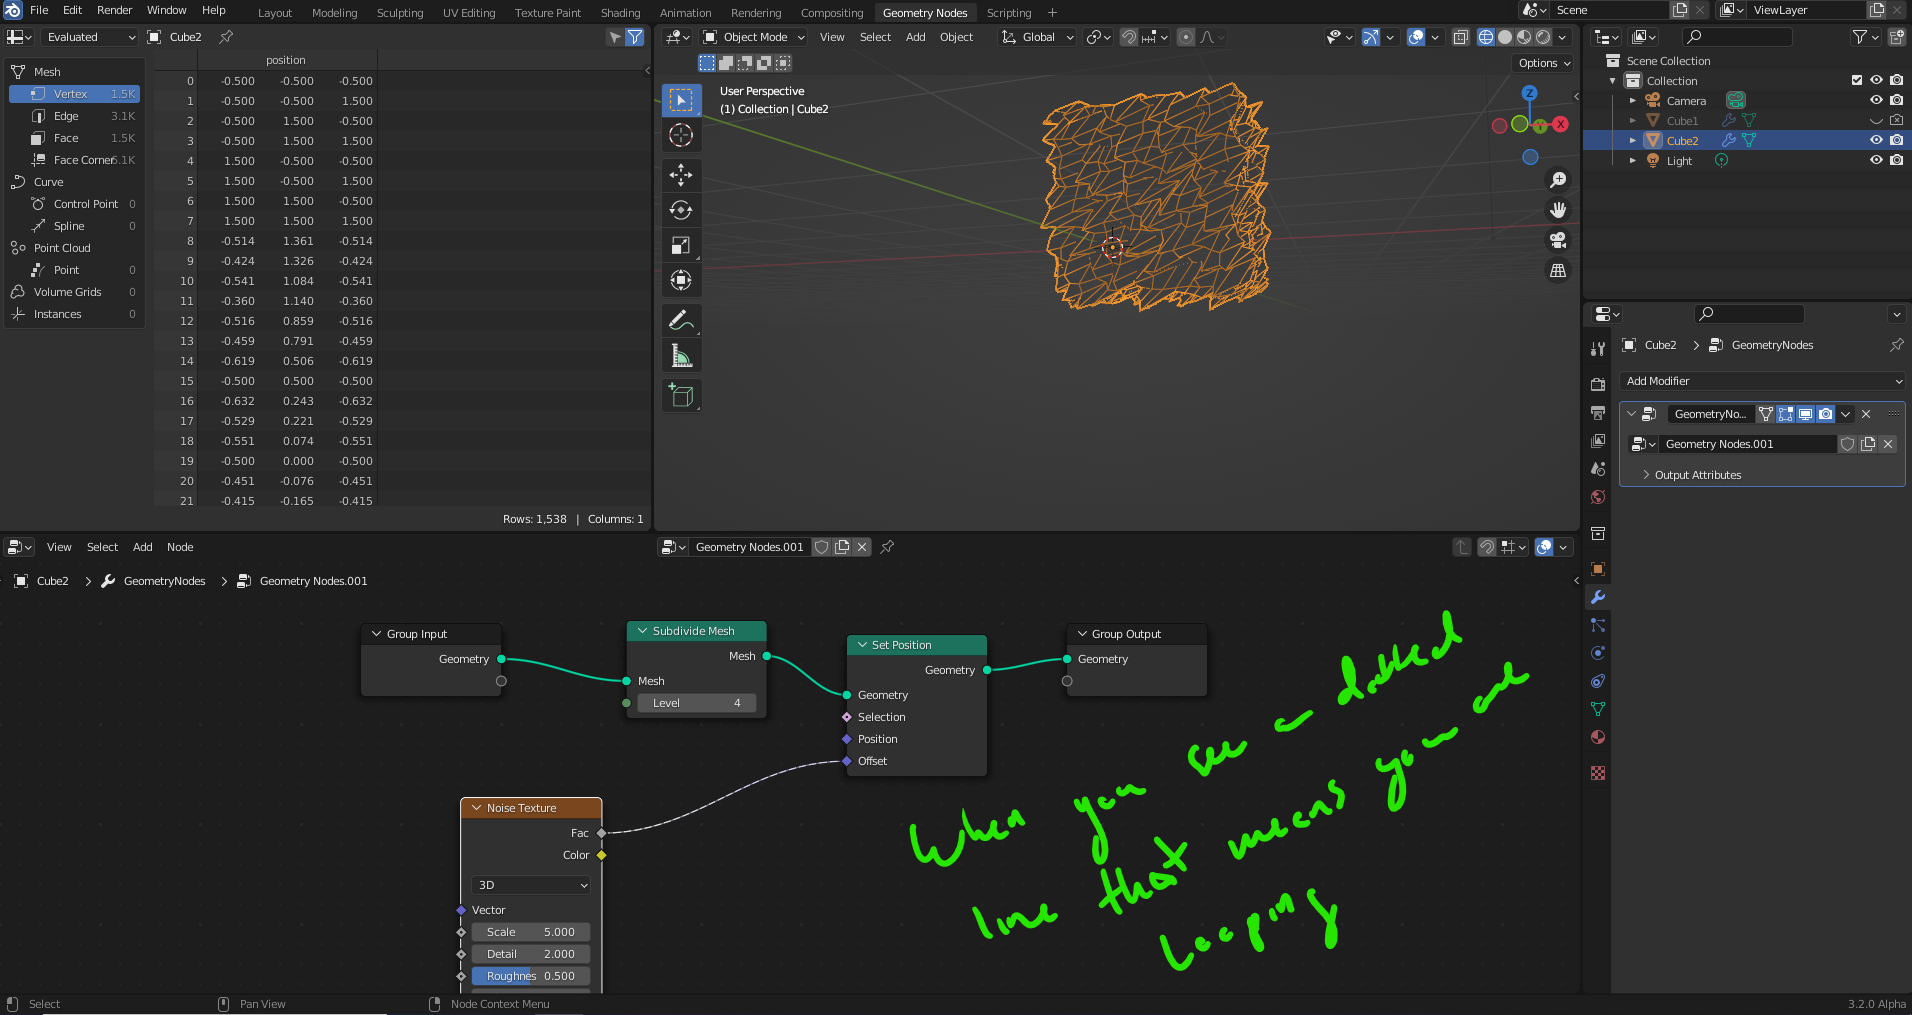 File Edit Render Window Help Layout Modeling Sculpting UV Editing Texture Paint Shading Animation Rendering Compositing Geometry Nodes Scripting + Scene ViewLayer
Evaluated Cube2
position
Mesh
Vertex 1.5K
Edge 3.1K
Face 1.5K
Face Corner 6.1K
Curve
Control Point 0
Spline 0
Point Cloud
Point 0
Volume Grids 0
Instances 0
0 -0.500 -0.500 -0.500
1 -0.500 -0.500 1.500
2 -0.500 1.500 -0.500
3 -0.500 1.500 1.500
4 1.500 -0.500 -0.500
5 1.500 -0.500 1.500
6 1.500 1.500 -0.500
7 1.500 1.500 1.500
8 -0.514 1.361 -0.514
9 -0.424 1.326 -0.424
10 -0.541 1.084 -0.541
11 -0.360 1.140 -0.360
12 -0.516 0.859 -0.516
13 -0.459 0.791 -0.459
14 -0.619 0.506 -0.619
15 -0.500 0.500 -0.500
16 -0.632 0.243 -0.632
17 -0.529 0.221 -0.529
18 -0.551 0.074 -0.551
19 -0.500 0.000 -0.500
20 -0.451 -0.076 -0.451
21 -0.415 -0.165 -0.415
Rows: 1,538 | Columns: 1
Object Mode View Select Add Object Global
Options
User Perspective
(1) Collection | Cube2
Z
Y
X
Scene Collection
Collection
Camera
Cube1
Cube2
Light
Cube2 > GeometryNodes
Add Modifier
GeometryNo...
Geometry Nodes.001
> Output Attributes
View Select Add Node Geometry Nodes.001
Cube2 > GeometryNodes > Geometry Nodes.001
Group Input
Geometry
Subdivide Mesh
Mesh
Mesh
Level 4
Set Position
Geometry
Geometry
Selection
Position
Offset
Group Output
Geometry
Noise Texture
Fac
Color
3D
Vector
Scale 5.000
Detail 2.000
Roughnes 0.500
When you see a dotted
line that means you are
looping
Select Pan View Node Context Menu 3.2.0 Alpha